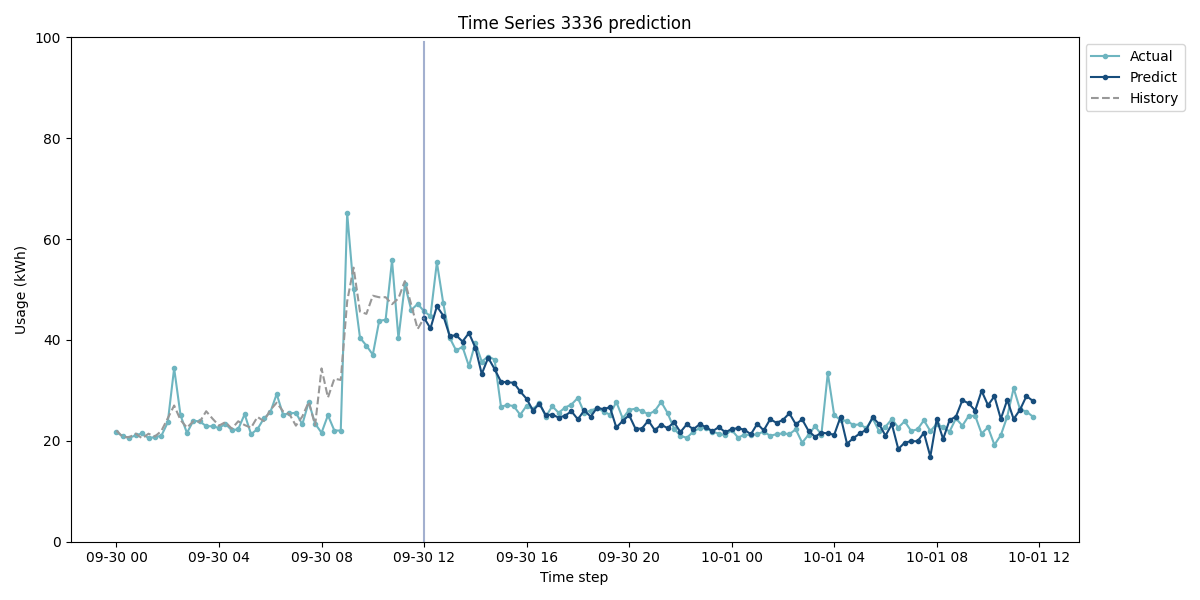 Time Series 3336 prediction
100
80
60
40
20
0
Usage (kWh)
09-30 00
09-30 04
09-30 08
09-30 12
09-30 16
09-30 20
10-01 00
10-01 04
10-01 08
10-01 12
Time step
Actual
Predict
History